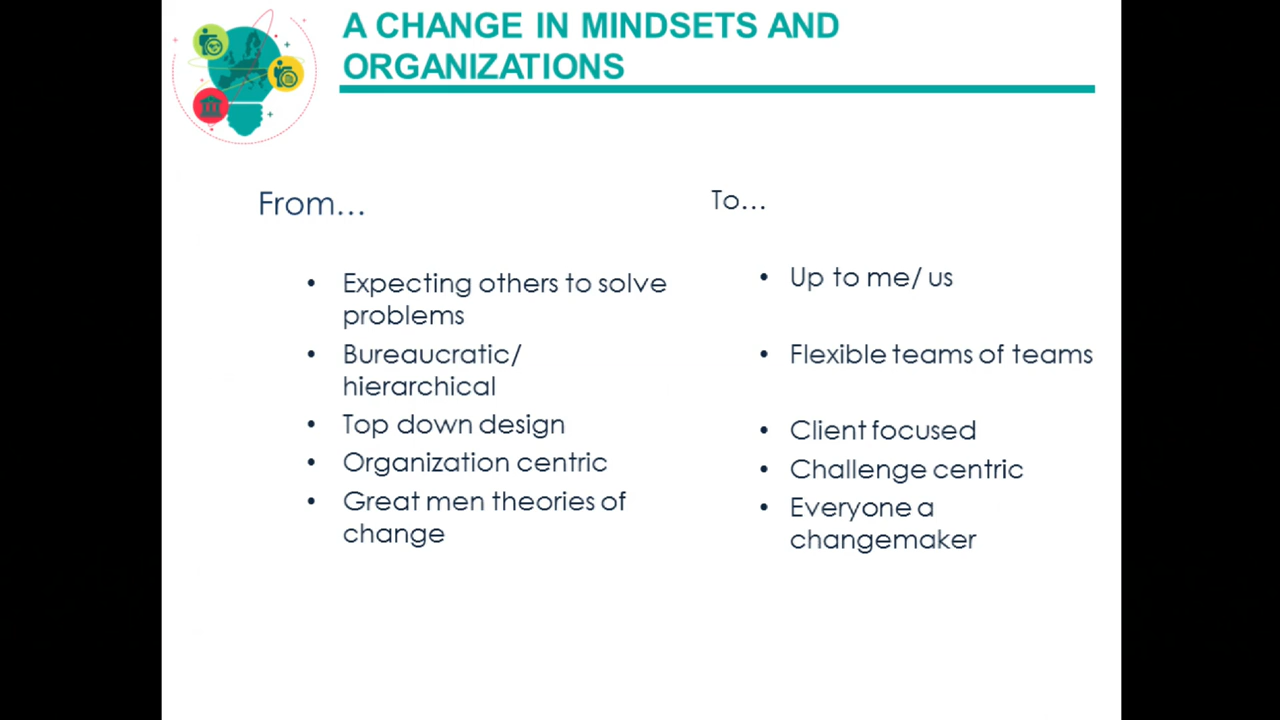 A CHANGE IN MINDSETS AND
ORGANIZATIONS
From...
Expecting others to solve
problems
Bureaucratic/
hierarchical
Top down design
Organization centric
Great men theories of
change
To...
Up to me/ us
Flexible teams of teams
Client focused
Challenge centric
Everyone a
changemaker